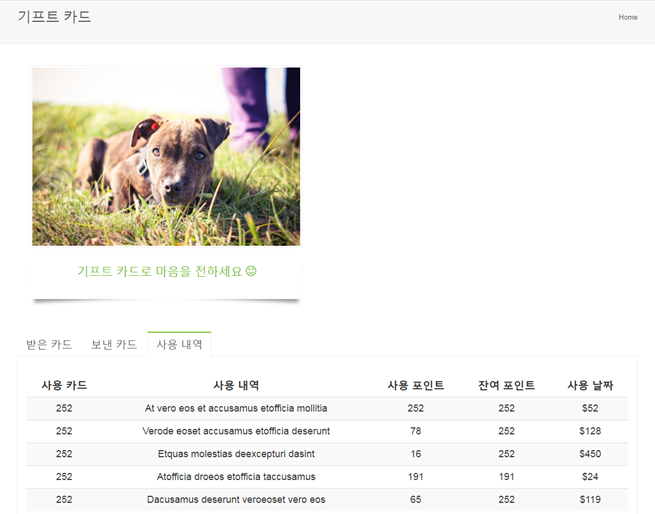 기프트 카드
Home
기프트 카드로 마음을 전하세요 ☺
받은 카드 보낸 카드 사용 내역
사용 카드 사용 내역 사용 포인트 잔여 포인트 사용 날짜
252 At vero eos et accusamus etofficia mollitia 252 252 $52
252 Verode eoset accusamus etofficia deserunt 78 252 $128
252 Etquas molestias deexcepturi dasint 16 252 $450
252 Atofficia droeos etofficia taccusamus 191 191 $24
252 Dacusamus deserunt veroeoset vero eos 65 252 $119